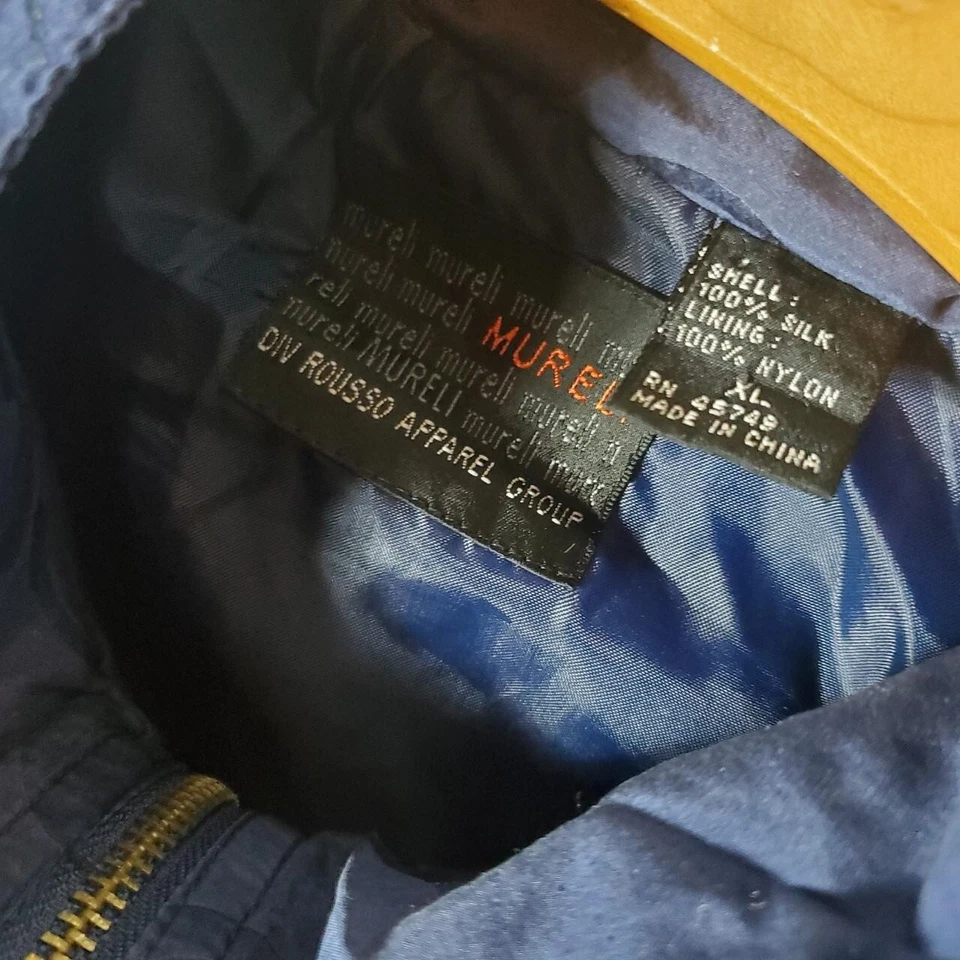 mureli mureli mureli
mureli mureli MUREL
reli mureli mureli mureli
mureli MURELI mureli
DIV ROUSSO APPAREL GROUP
SHELL:
100% SILK
LINING:
100% NYLON
XL
RN 45749
MADE IN CHINA